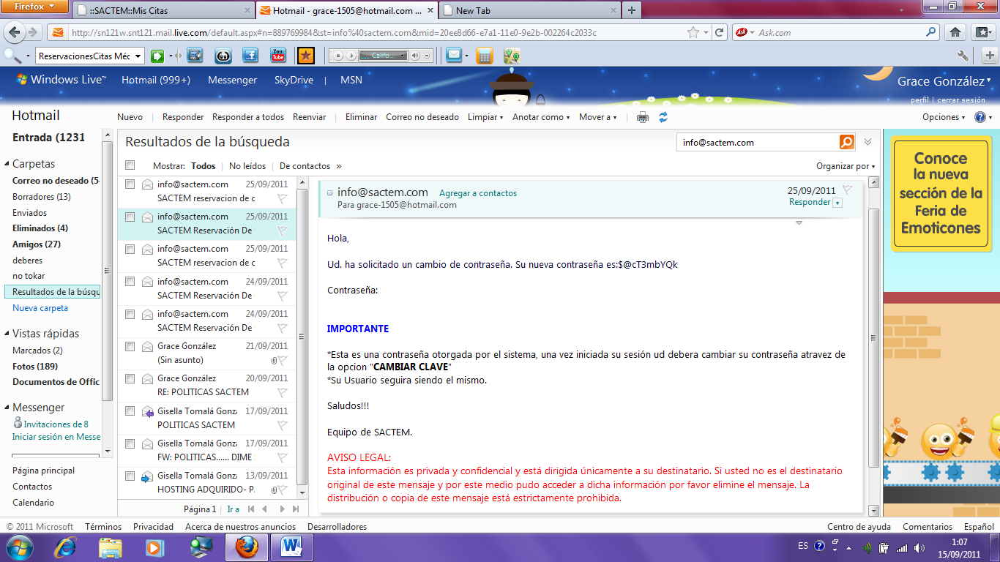 Firefox
::SACTEM::Mis Citas
Hotmail - grace-1505@hotmail.com ...
New Tab
http://sn121w.snt121.mail.live.com/default.aspx#n=889769984&st=info%40sactem.com&mid=20ee8d66-e7a1-11e0-9e2b-002264c2033c
Ask.com
ReservacionesCitas Méc
Califo...
Windows Live™
Hotmail (999+)
Messenger
SkyDrive
MSN
Grace González
perfil | cerrar sesión
Hotmail
Nuevo
Responder
Responder a todos
Reenviar
Eliminar
Correo no deseado
Limpiar
Anotar como
Mover a
Opciones
Entrada (1231
Carpetas
Correo no deseado (5
Borradores (13)
Enviados
Eliminados (4)
Amigos (27)
deberes
no tokar
Resultados de la búsqu
Nueva carpeta
Vistas rápidas
Marcados (2)
Fotos (189)
Documentos de Offic
Messenger
Invitaciones de 8
Iniciar sesión en Messe
Página principal
Contactos
Calendario
Resultados de la búsqueda
info@sactem.com
Mostrar: Todos | No leídos | De contactos »
Organizar por
info@sactem.com 25/09/2011
SACTEM reservacion de c
info@sactem.com 25/09/2011
SACTEM Reservación De
info@sactem.com 25/09/2011
SACTEM reservacion de c
info@sactem.com 24/09/2011
SACTEM Reservación De
info@sactem.com 24/09/2011
SACTEM Reservación De
Grace González 21/09/2011
(Sin asunto)
Grace González 20/09/2011
RE: POLITICAS SACTEM
Gisella Tomalá Gonza 17/09/2011
POLITICAS SACTEM
Gisella Tomalá Gonza 17/09/2011
FW: POLITICAS...... DIME
Gisella Tomalá Gonza 13/09/2011
HOSTING ADQUIRIDO- P.
Página 1 | Ir a
info@sactem.com Agregar a contactos
25/09/2011
Para grace-1505@hotmail.com
Responder
Hola,
Ud. ha solicitado un cambio de contraseña. Su nueva contraseña es:$@cT3mbYQk
Contraseña:
IMPORTANTE
*Esta es una contraseña otorgada por el sistema, una vez iniciada su sesión ud debera cambiar su contraseña atravez de
la opcion "CAMBIAR CLAVE"
*Su Usuario seguira siendo el mismo.
Saludos!!!
Equipo de SACTEM.
AVISO LEGAL:
Esta información es privada y confidencial y está dirigida únicamente a su destinatario. Si usted no es el destinatario
original de este mensaje y por este medio pudo acceder a dicha información por favor elimine el mensaje. La
distribución o copia de este mensaje está estrictamente prohibida.
Conoce
la nueva
sección de la
Feria de
Emoticones
© 2011 Microsoft
Términos
Privacidad
Acerca de nuestros anuncios
Desarrolladores
Centro de ayuda
Comentarios
Español
ES
1:07
15/09/2011